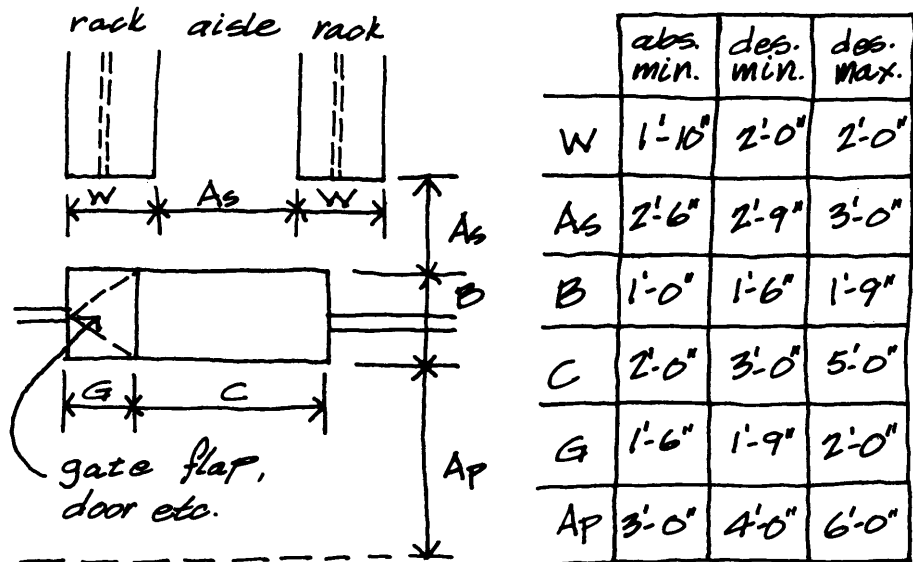 rack aisle rack
W As W
As
B
G C
gate flap,
door etc.
Ap
abs. min. des. min. des. max.
W 1'-10" 2'-0" 2'-0"
As 2'-6" 2'-9" 3'-0"
B 1'-0" 1'-6" 1'-9"
C 2'-0" 3'-0" 5'-0"
G 1'-6" 1'-9" 2'-0"
Ap 3'-0" 4'-0" 6'-0"